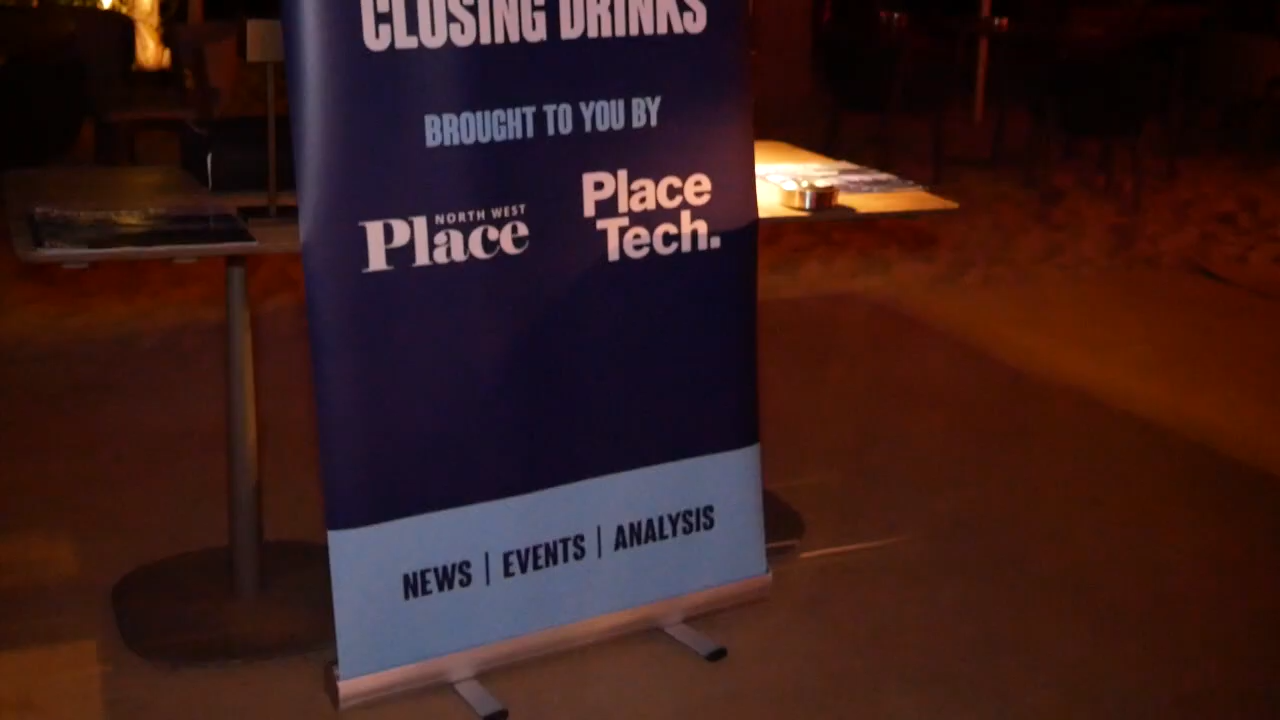 CLOSING DRINKS
BROUGHT TO YOU BY
NORTH WEST
Place
Place
Tech.
NEWS | EVENTS | ANALYSIS